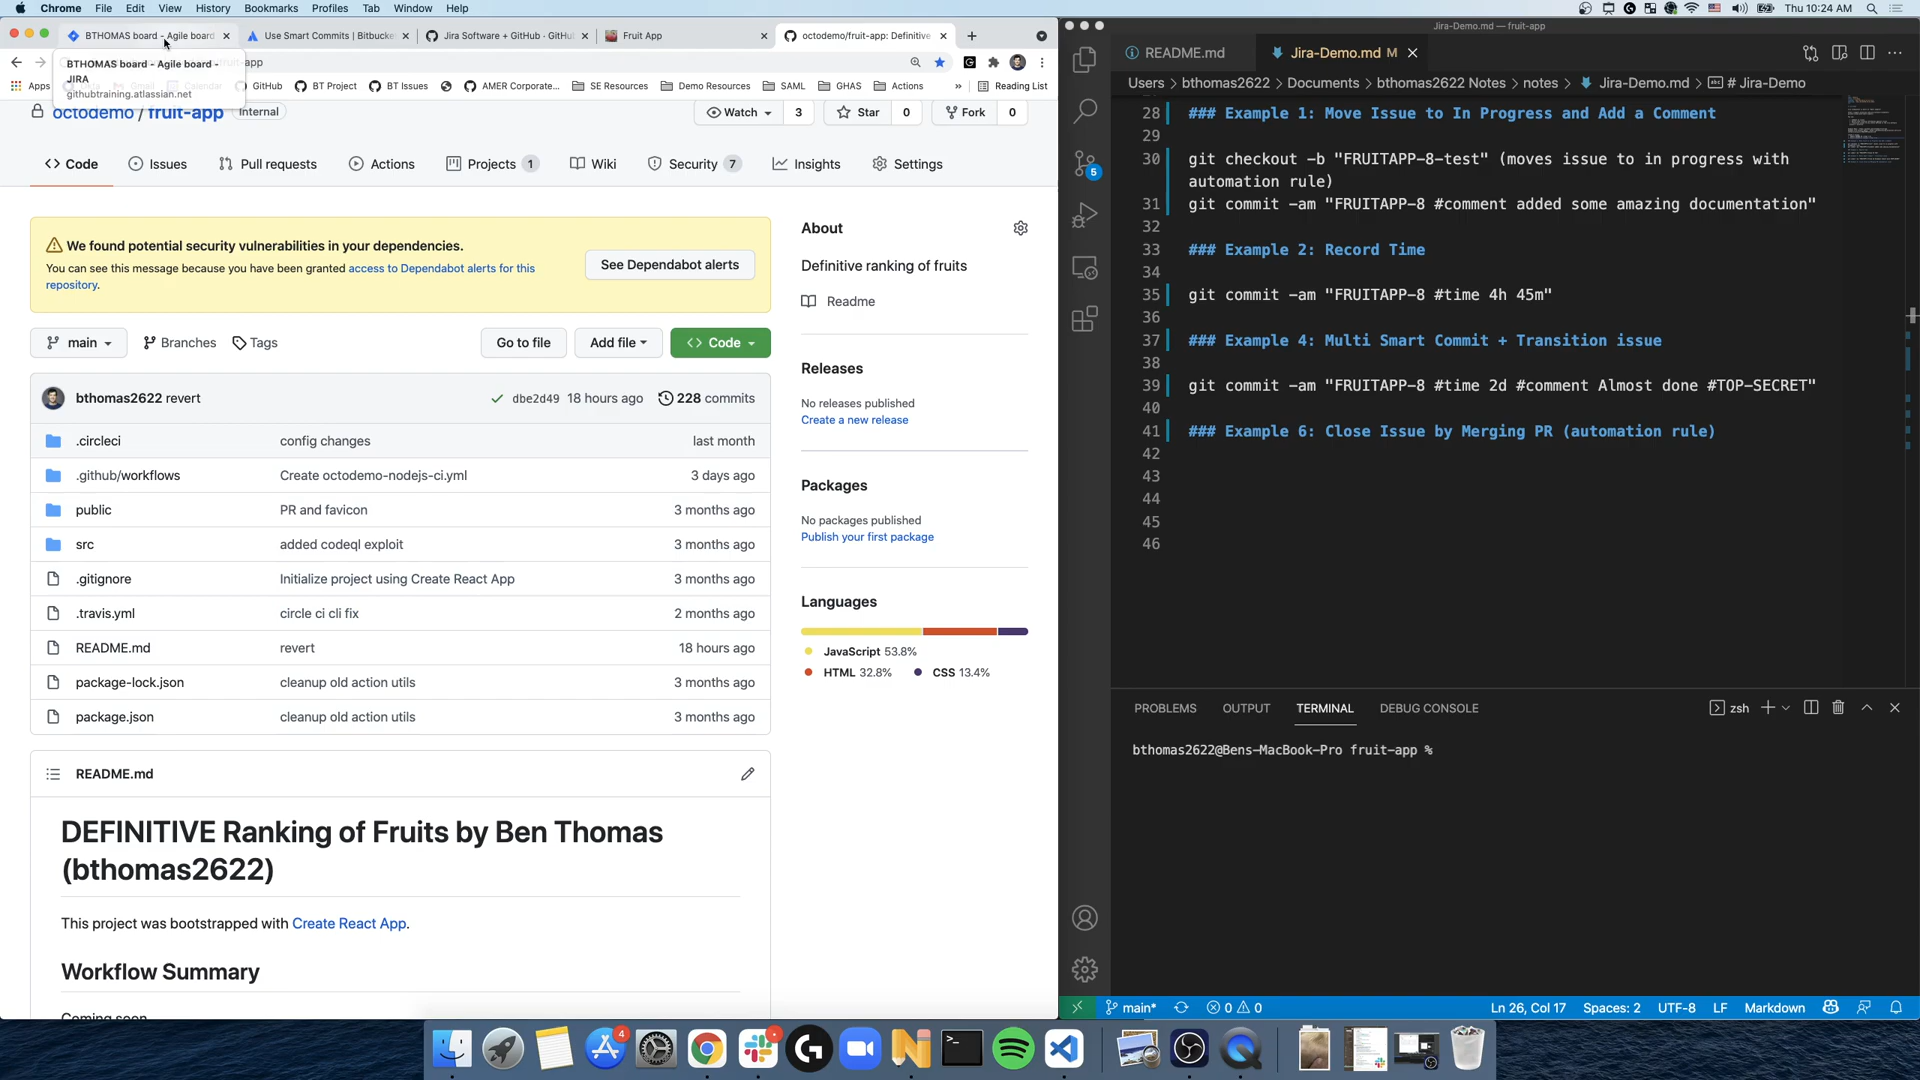 Chrome File Edit View History Bookmarks Profiles Tab Window Help
Thu 10:24 AM
BTHOMAS board - Agile board
Use Smart Commits | Bitbucke
Jira Software + GitHub · GitHu
Fruit App
octodemo/fruit-app: Definitive
fruit-app
BTHOMAS board - Agile board -
JIRA
githubtraining.atlassian.net
Apps
Gmail
Calendar
GitHub
BT Project
BT Issues
AMER Corporate...
SE Resources
Demo Resources
SAML
GHAS
Actions
»
Reading List
octodemo / fruit-app Internal
Watch 3
Star 0
Fork 0
Code Issues Pull requests Actions Projects 1 Wiki Security 7 Insights Settings
We found potential security vulnerabilities in your dependencies.
You can see this message because you have been granted access to Dependabot alerts for this
repository.
See Dependabot alerts
main Branches Tags Go to file Add file Code
bthomas2622 revert dbe2d49 18 hours ago 228 commits
.circleci config changes last month
.github/workflows Create octodemo-nodejs-ci.yml 3 days ago
public PR and favicon 3 months ago
src added codeql exploit 3 months ago
.gitignore Initialize project using Create React App 3 months ago
.travis.yml circle ci cli fix 2 months ago
README.md revert 18 hours ago
package-lock.json cleanup old action utils 3 months ago
package.json cleanup old action utils 3 months ago
README.md
DEFINITIVE Ranking of Fruits by Ben Thomas
(bthomas2622)
This project was bootstrapped with Create React App.
Workflow Summary
Coming soon
About
Definitive ranking of fruits
Readme
Releases
No releases published
Create a new release
Packages
No packages published
Publish your first package
Languages
JavaScript 53.8%
HTML 32.8% CSS 13.4%
Jira-Demo.md — fruit-app
README.md
Jira-Demo.md M
Users > bthomas2622 > Documents > bthomas2622 Notes > notes > Jira-Demo.md > # Jira-Demo
28 ### Example 1: Move Issue to In Progress and Add a Comment
29
30 git checkout -b "FRUITAPP-8-test" (moves issue to in progress with
automation rule)
31 git commit -am "FRUITAPP-8 #comment added some amazing documentation"
32
33 ### Example 2: Record Time
34
35 git commit -am "FRUITAPP-8 #time 4h 45m"
36
37 ### Example 4: Multi Smart Commit + Transition issue
38
39 git commit -am "FRUITAPP-8 #time 2d #comment Almost done #TOP-SECRET"
40
41 ### Example 6: Close Issue by Merging PR (automation rule)
42
43
44
45
46
5
PROBLEMS OUTPUT TERMINAL DEBUG CONSOLE
zsh
bthomas2622@Bens-MacBook-Pro fruit-app %
main*
0 0
Ln 26, Col 17 Spaces: 2 UTF-8 LF Markdown
4